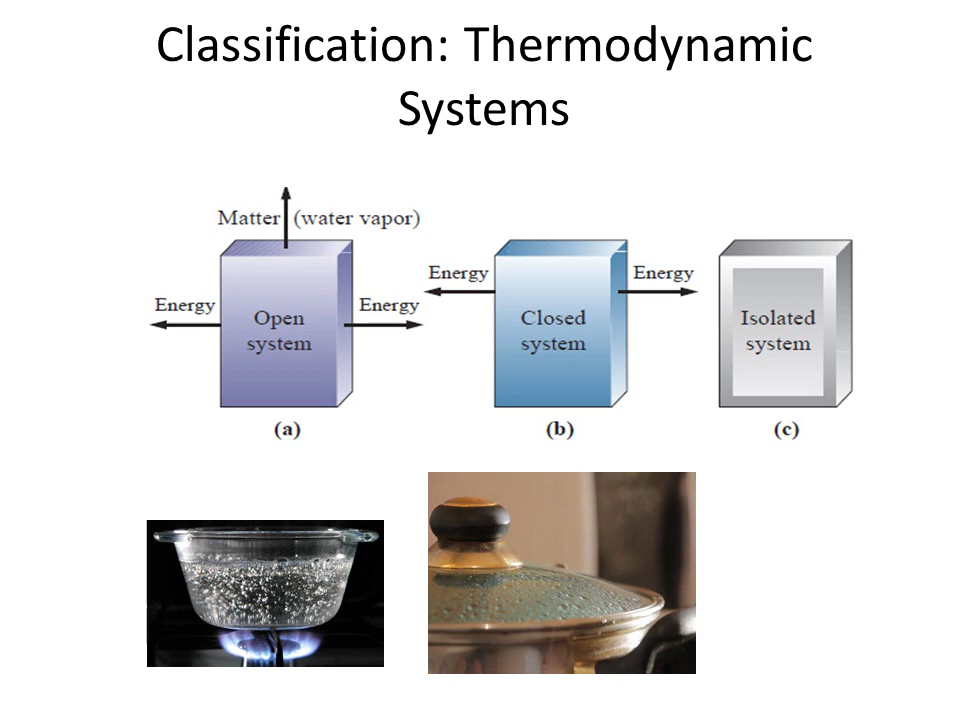 Classification: Thermodynamic
Systems
Matter (water vapor)
Energy
Energy
Open
system
(a)
Energy
Energy
Closed
system
(b)
Isolated
system
(c)